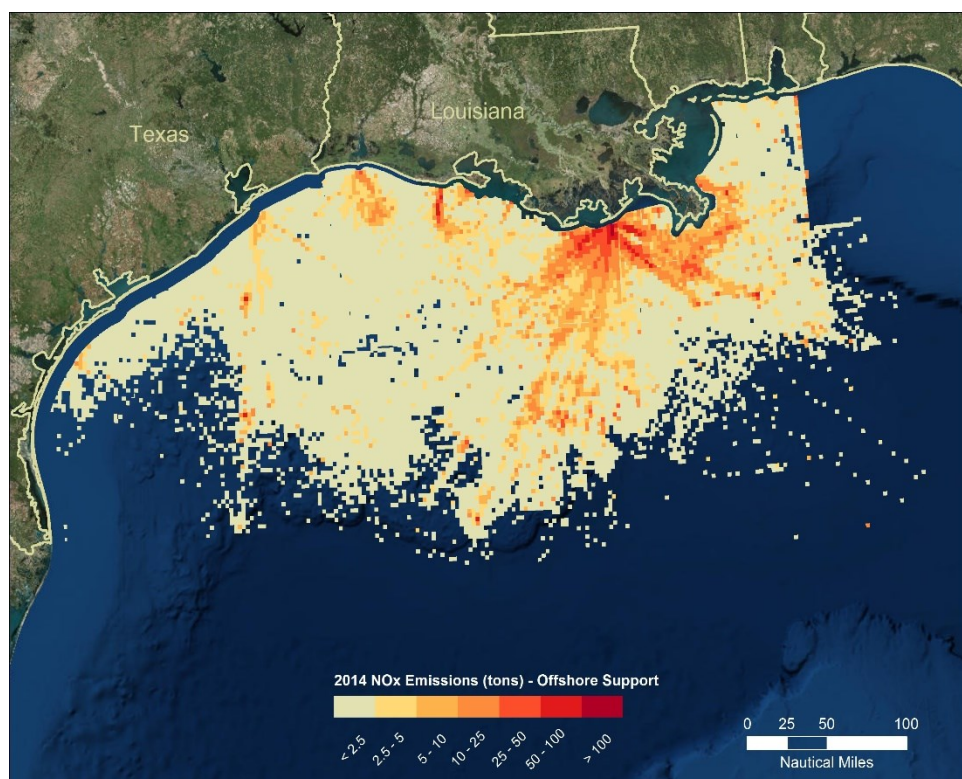 Texas
Louisiana
2014 NOx Emissions (tons) - Offshore Support
< 2.5
2.5 - 5
5 - 10
10 - 25
25 - 50
50 - 100
> 100
0 25 50 100
Nautical Miles